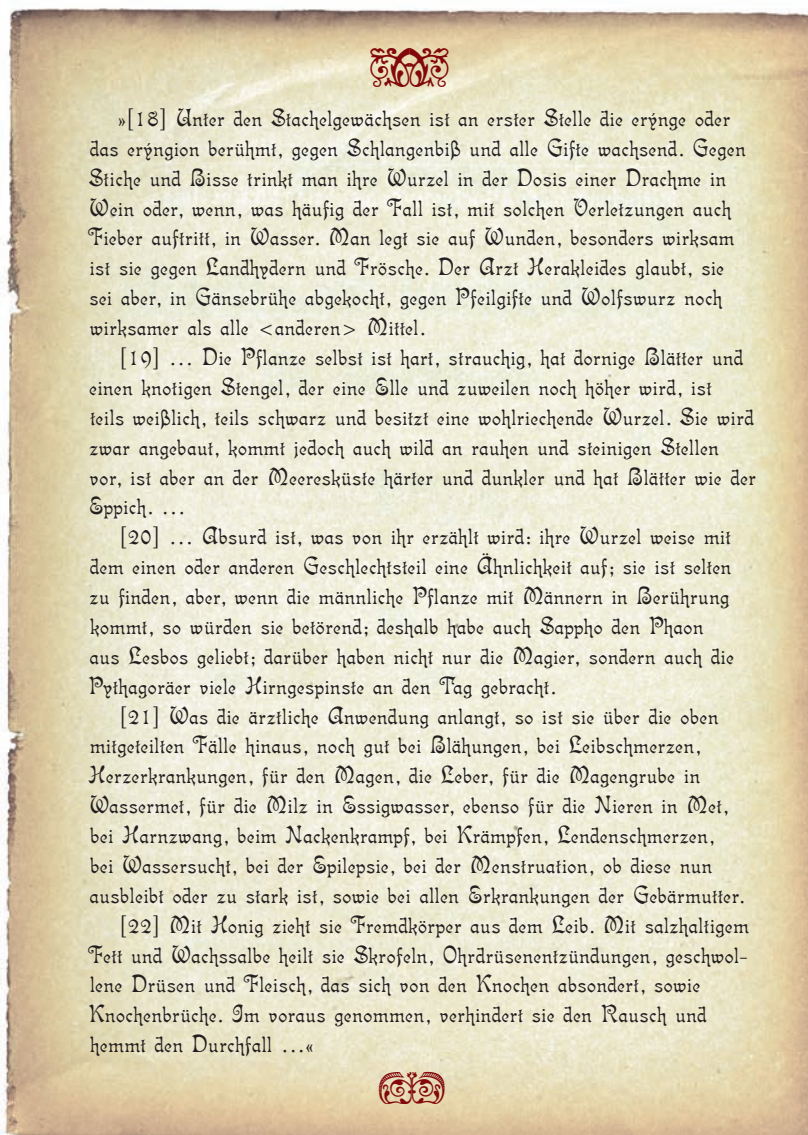 »[18] Unter den Stachelgewächsen ist an erster Stelle die erýnge oder
das erýngion berühmt, gegen Schlangenbiß und alle Gifte wachsend. Gegen
Stiche und Bisse trinkt man ihre Wurzel in der Dosis einer Drachme in
Wein oder, wenn, was häufig der Fall ist, mit solchen Verletzungen auch
Fieber auftritt, in Wasser. Man legt sie auf Wunden, besonders wirksam
ist sie gegen Landhydern und Frösche. Der Arzt Herakleides glaubt, sie
sei aber, in Gänsebrühe abgekocht, gegen Pfeilgifte und Wolfswurz noch
wirksamer als alle <anderen> Mittel.
[19] ... Die Pflanze selbst ist hart, strauchig, hat dornige Blätter und
einen knotigen Stengel, der eine Elle und zuweilen noch höher wird, ist
teils weißlich, teils schwarz und besitzt eine wohlriechende Wurzel. Sie wird
zwar angebaut, kommt jedoch auch wild an rauhen und steinigen Stellen
vor, ist aber an der Meeresküste härter und dunkler und hat Blätter wie der
Eppich. ...
[20] ... Absurd ist, was von ihr erzählt wird: ihre Wurzel weise mit
dem einen oder anderen Geschlechtsteil eine Ähnlichkeit auf; sie ist selten
zu finden, aber, wenn die männliche Pflanze mit Männern in Berührung
kommt, so würden sie betörend; deshalb habe auch Sappho den Phaon
aus Lesbos geliebt; darüber haben nicht nur die Magier, sondern auch die
Pythagoräer viele Hirngespinste an den Tag gebracht.
[21] Was die ärztliche Anwendung anlangt, so ist sie über die oben
mitgeteilten Fälle hinaus, noch gut bei Blähungen, bei Leibschmerzen,
Herzerkrankungen, für den Magen, die Leber, für die Magengrube in
Wassermet, für die Milz in Essigwasser, ebenso für die Nieren in Met,
bei Harnzwang, beim Nackenkrampf, bei Krämpfen, Lendenschmerzen,
bei Wassersucht, bei der Epilepsie, bei der Menstruation, ob diese nun
ausbleibt oder zu stark ist, sowie bei allen Erkrankungen der Gebärmutter.
[22] Mit Honig zieht sie Fremdkörper aus dem Leib. Mit salzhaltigem
Fett und Wachssalbe heilt sie Skrofeln, Ohrdrüsenentzündungen, geschwol-
lene Drüsen und Fleisch, das sich von den Knochen absondert, sowie
Knochenbrüche. Im voraus genommen, verhindert sie den Rausch und
hemmt den Durchfall ...«